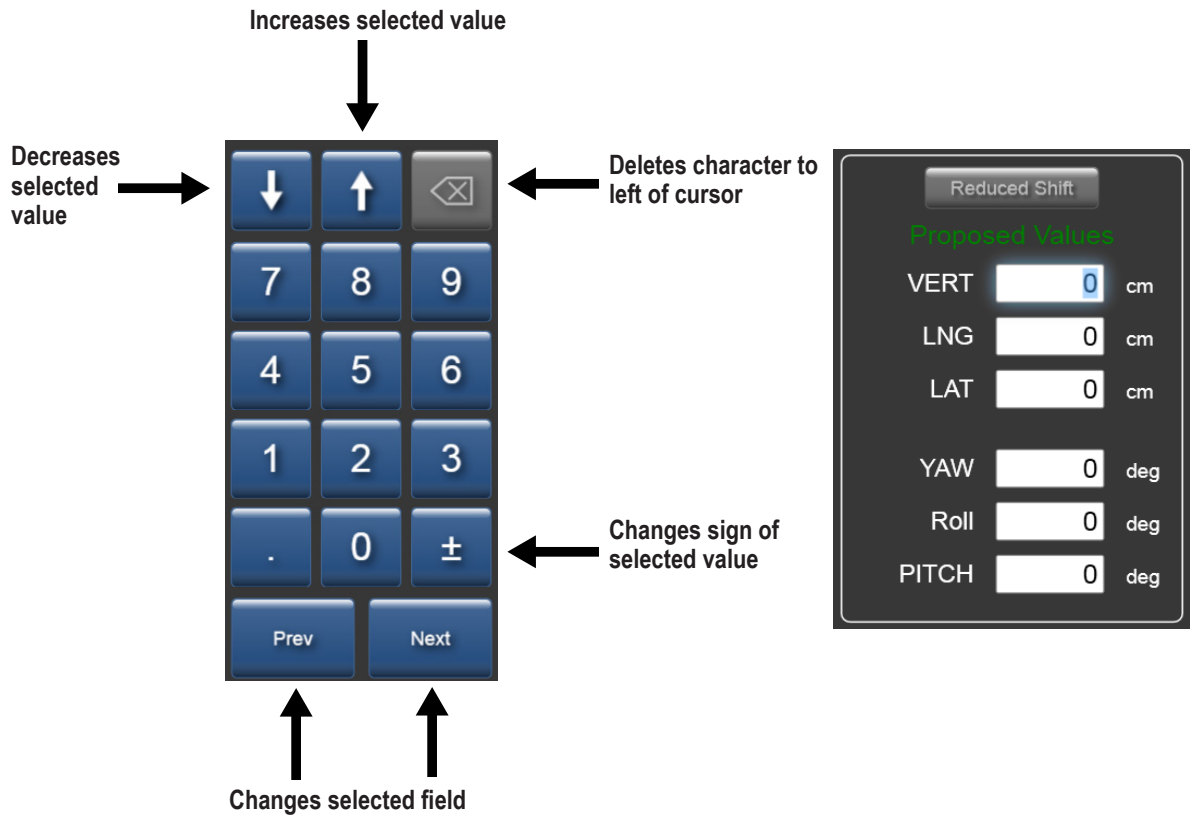 Increases selected value
Decreases
selected
value
Deletes character to
left of cursor
7 8 9
4 5 6
1 2 3
. 0 ±
Changes sign of
selected value
Prev Next
Changes selected field
Reduced Shift
Proposed Values
VERT 0 cm
LNG 0 cm
LAT 0 cm
YAW 0 deg
Roll 0 deg
PITCH 0 deg